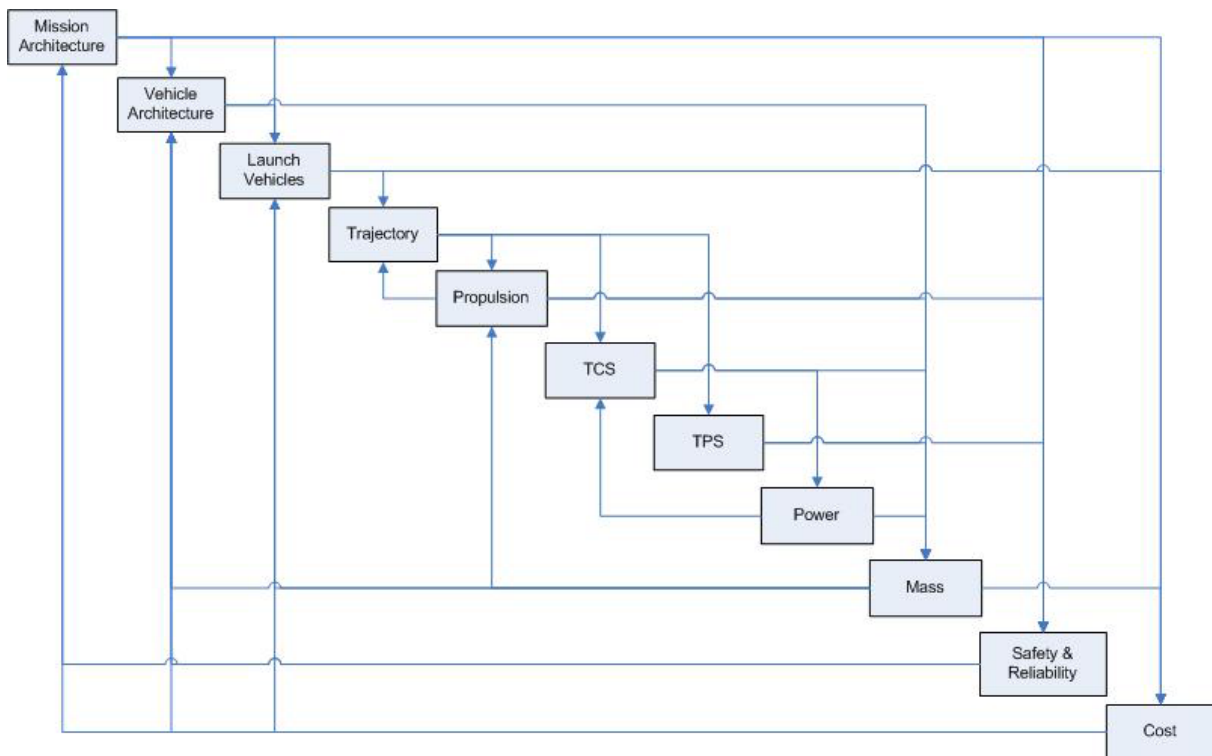 Mission
Architecture
Vehicle
Architecture
Launch
Vehicles
Trajectory
Propulsion
TCS
TPS
Power
Mass
Safety &
Reliability
Cost